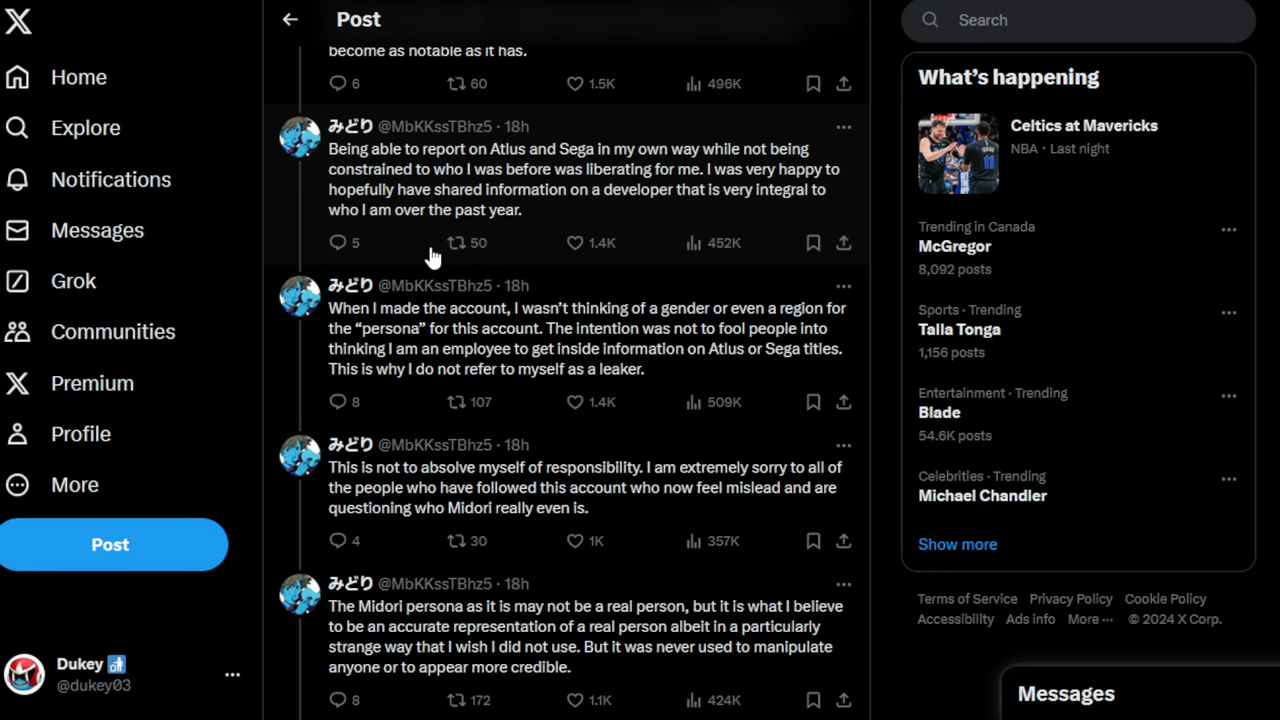 Post
Search
Home
Explore
Notifications
Messages
Grok
Communities
Premium
Profile
More
Post
Dukey
@dukey03
become as notable as it has.
6 60 1.5K 496K
みどり @MbKKssTBhz5 · 18h
Being able to report on Atlus and Sega in my own way while not being
constrained to who I was before was liberating for me. I was very happy to
hopefully have shared information on a developer that is very integral to
who I am over the past year.
5 50 1.4K 452K
みどり @MbKKssTBhz5 · 18h
When I made the account, I wasn't thinking of a gender or even a region for
the “persona” for this account. The intention was not to fool people into
thinking I am an employee to get inside information on Atlus or Sega titles.
This is why I do not refer to myself as a leaker.
8 107 1.4K 509K
みどり @MbKKssTBhz5 · 18h
This is not to absolve myself of responsibility. I am extremely sorry to all of
the people who have followed this account who now feel mislead and are
questioning who Midori really even is.
4 30 1K 357K
みどり @MbKKssTBhz5 · 18h
The Midori persona as it is may not be a real person, but it is what I believe
to be an accurate representation of a real person albeit in a particularly
strange way that I wish I did not use. But it was never used to manipulate
anyone or to appear more credible.
8 172 1.1K 424K
What's happening
Celtics at Mavericks
NBA · Last night
Trending in Canada
McGregor
8,092 posts
Sports · Trending
Talla Tonga
1,156 posts
Entertainment · Trending
Blade
54.6K posts
Celebrities · Trending
Michael Chandler
Show more
Terms of Service Privacy Policy Cookie Policy
Accessibility Ads info More ··· © 2024 X Corp.
Messages